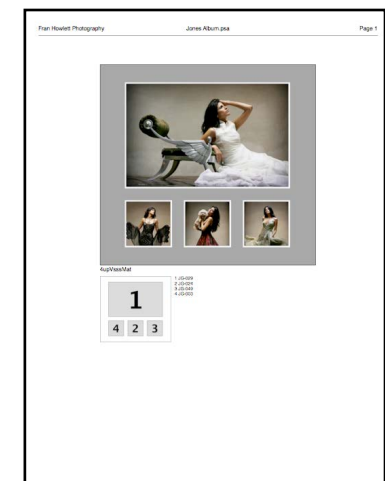 Fran Howlett Photography Jones Album.psa Page 1
4upVsssMat
1 JG-029
2 JG-024
3 JG-049
4 JG-003
1
4 2 3